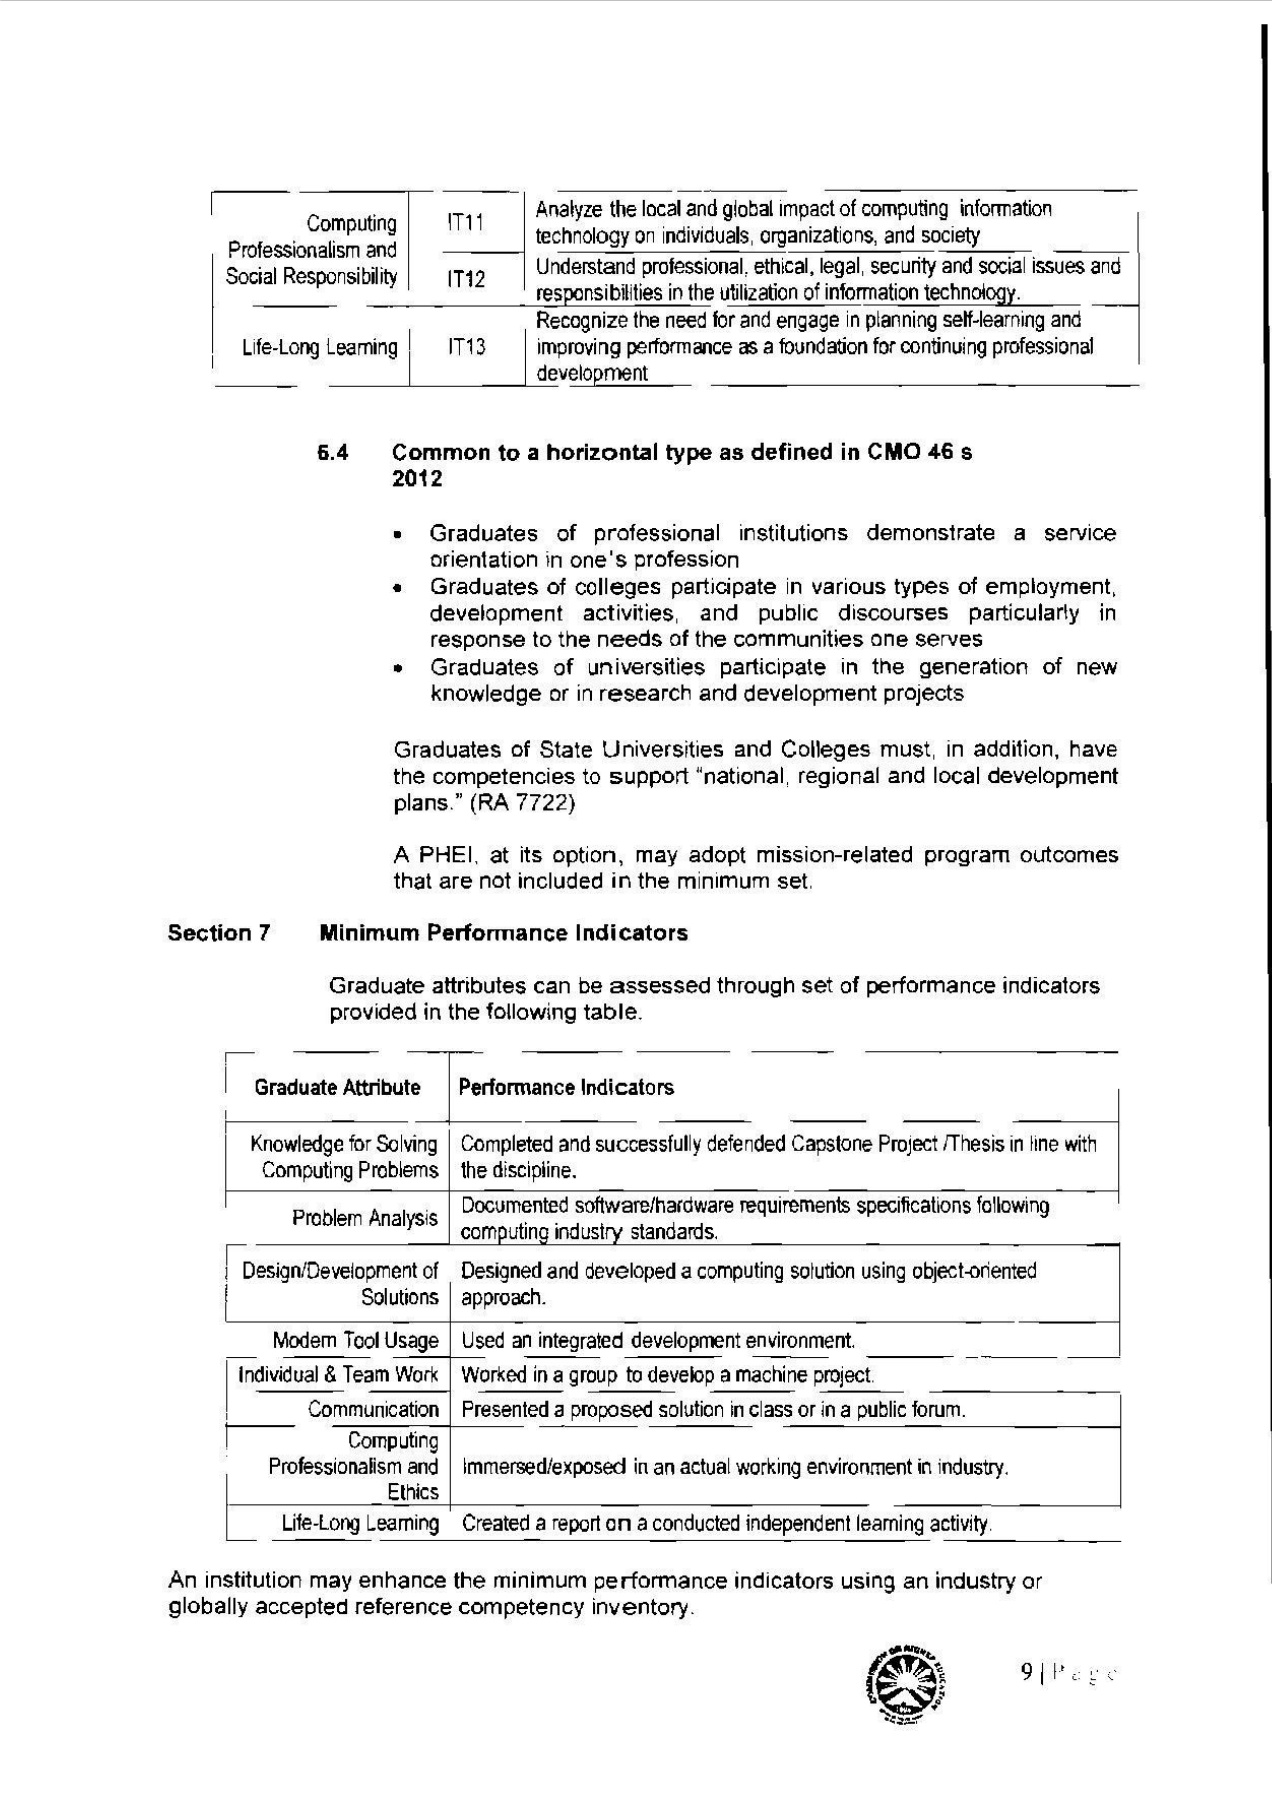 Computing
Professionalism and
Social Responsibility
IT11
Analyze the local and global impact of computing information
technology on individuals, organizations, and society
IT12
Understand professional, ethical, legal, security and social issues and
responsibilities in the utilization of information technology.
Life-Long Learning
IT13
Recognize the need for and engage in planning self-learning and
improving performance as a foundation for continuing professional
development
6.4 Common to a horizontal type as defined in CMO 46 s
2012
• Graduates of professional institutions demonstrate a service
orientation in one's profession
• Graduates of colleges participate in various types of employment,
development activities, and public discourses particularly in
response to the needs of the communities one serves
• Graduates of universities participate in the generation of new
knowledge or in research and development projects
Graduates of State Universities and Colleges must, in addition, have
the competencies to support "national, regional and local development
plans." (RA 7722)
A PHEI, at its option, may adopt mission-related program outcomes
that are not included in the minimum set.
Section 7 Minimum Performance Indicators
Graduate attributes can be assessed through set of performance indicators
provided in the following table.
Graduate Attribute Performance Indicators
Knowledge for Solving
Computing Problems
Completed and successfully defended Capstone Project /Thesis in line with
the discipline.
Problem Analysis
Documented software/hardware requirements specifications following
computing industry standards.
Design/Development of
Solutions
Designed and developed a computing solution using object-oriented
approach.
Modern Tool Usage Used an integrated development environment.
Individual & Team Work Worked in a group to develop a machine project.
Communication Presented a proposed solution in class or in a public forum.
Computing
Professionalism and
Ethics
Immersed/exposed in an actual working environment in industry.
Life-Long Learning Created a report on a conducted independent learning activity.
An institution may enhance the minimum performance indicators using an industry or
globally accepted reference competency inventory.
9 | Page